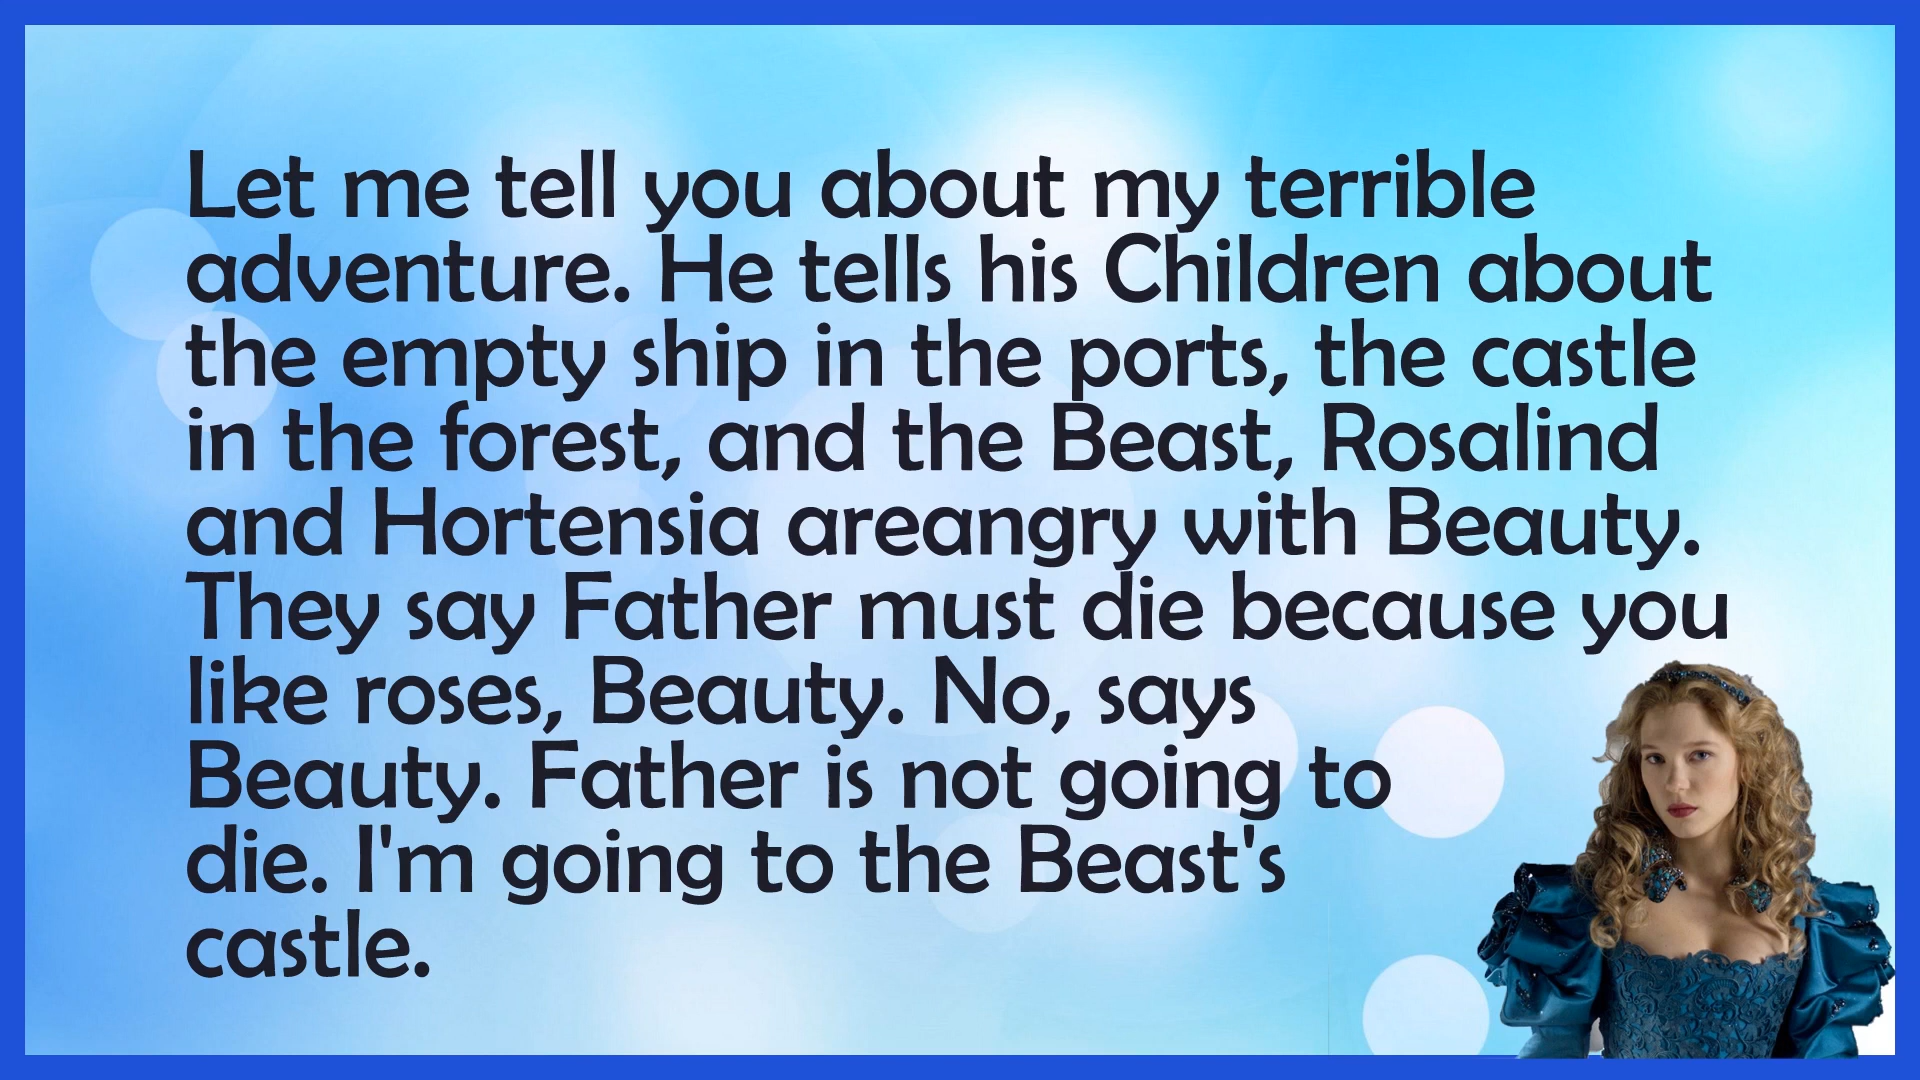 Let me tell you about my terrible
adventure. He tells his Children about
the empty ship in the ports, the castle
in the forest, and the Beast, Rosalind
and Hortensia areangry with Beauty.
They say Father must die because you
like roses, Beauty. No, says
Beauty. Father is not going to
die. I'm going to the Beast's
castle.